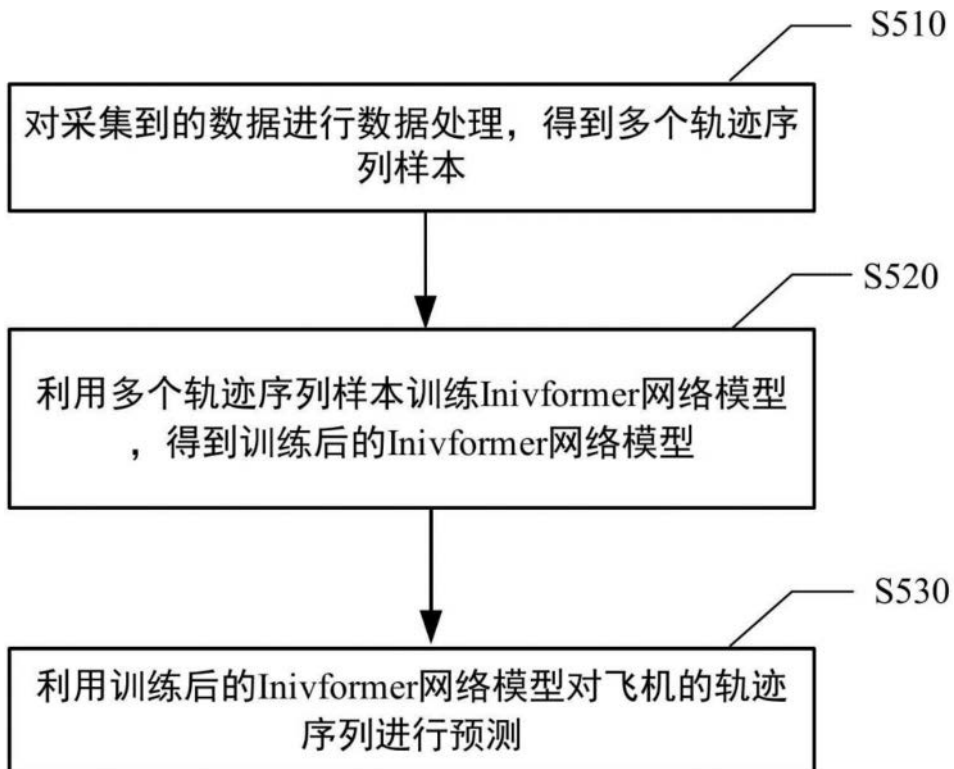 S510
对采集到的数据进行数据处理，得到多个轨迹序
列样本
S520
利用多个轨迹序列样本训练Inivformer网络模型
，得到训练后的Inivformer网络模型
S530
利用训练后的Inivformer网络模型对飞机的轨迹
序列进行预测